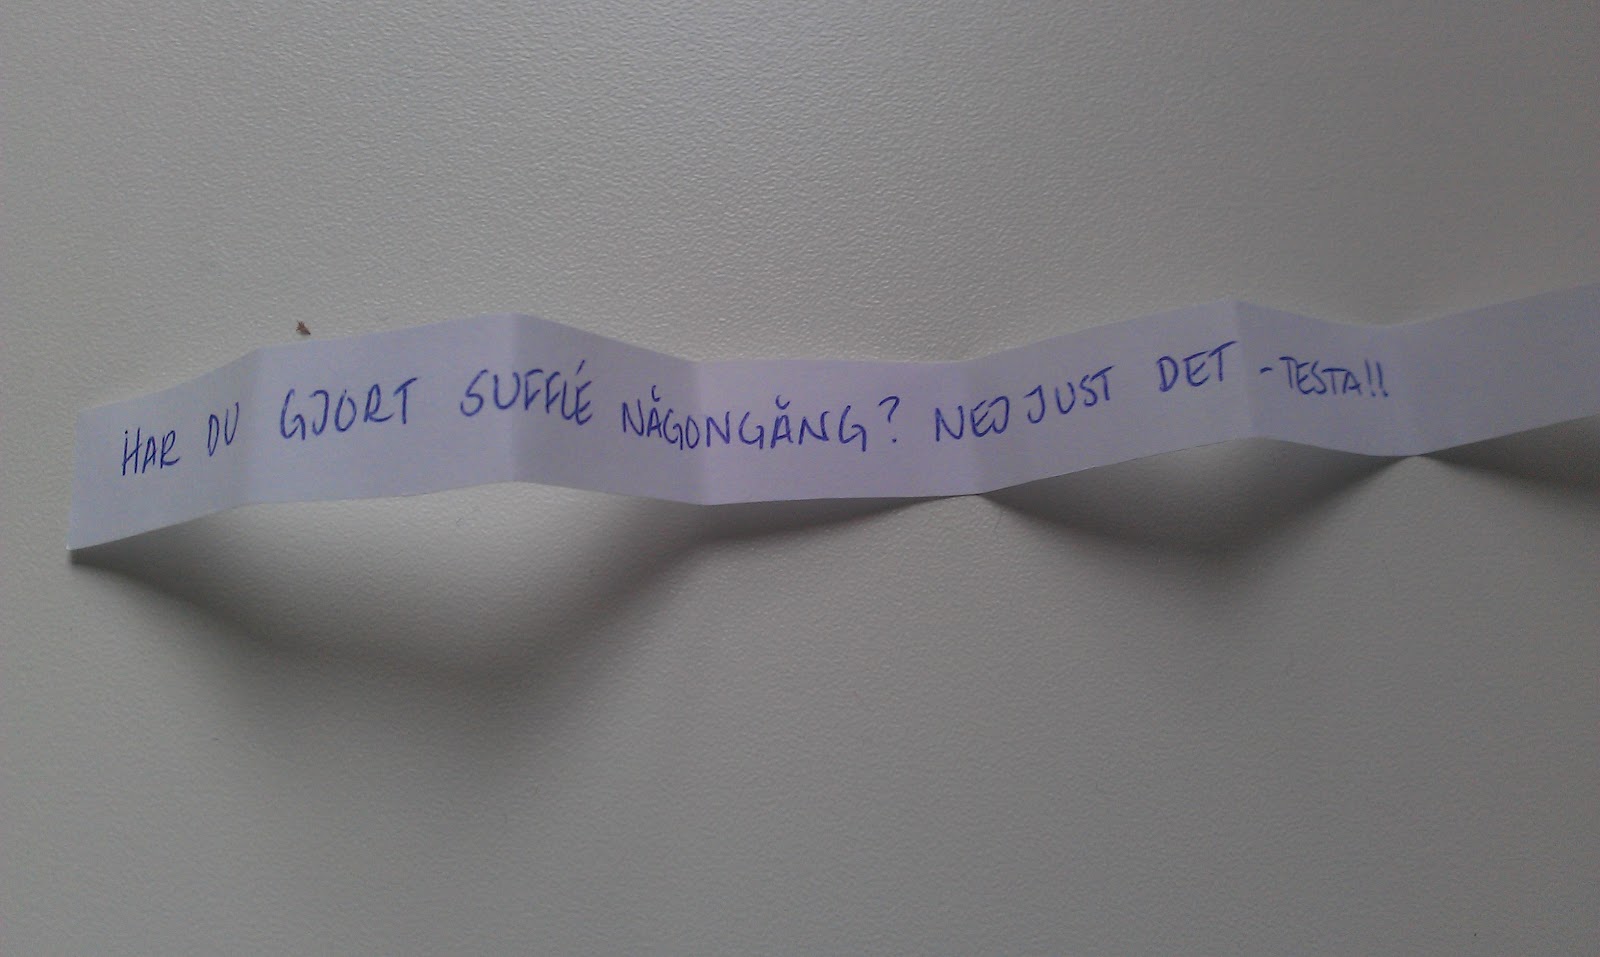 HAR DU GJORT SUFFLÉ NÅGONGÅNG? NEJ JUST DET - TESTA!!